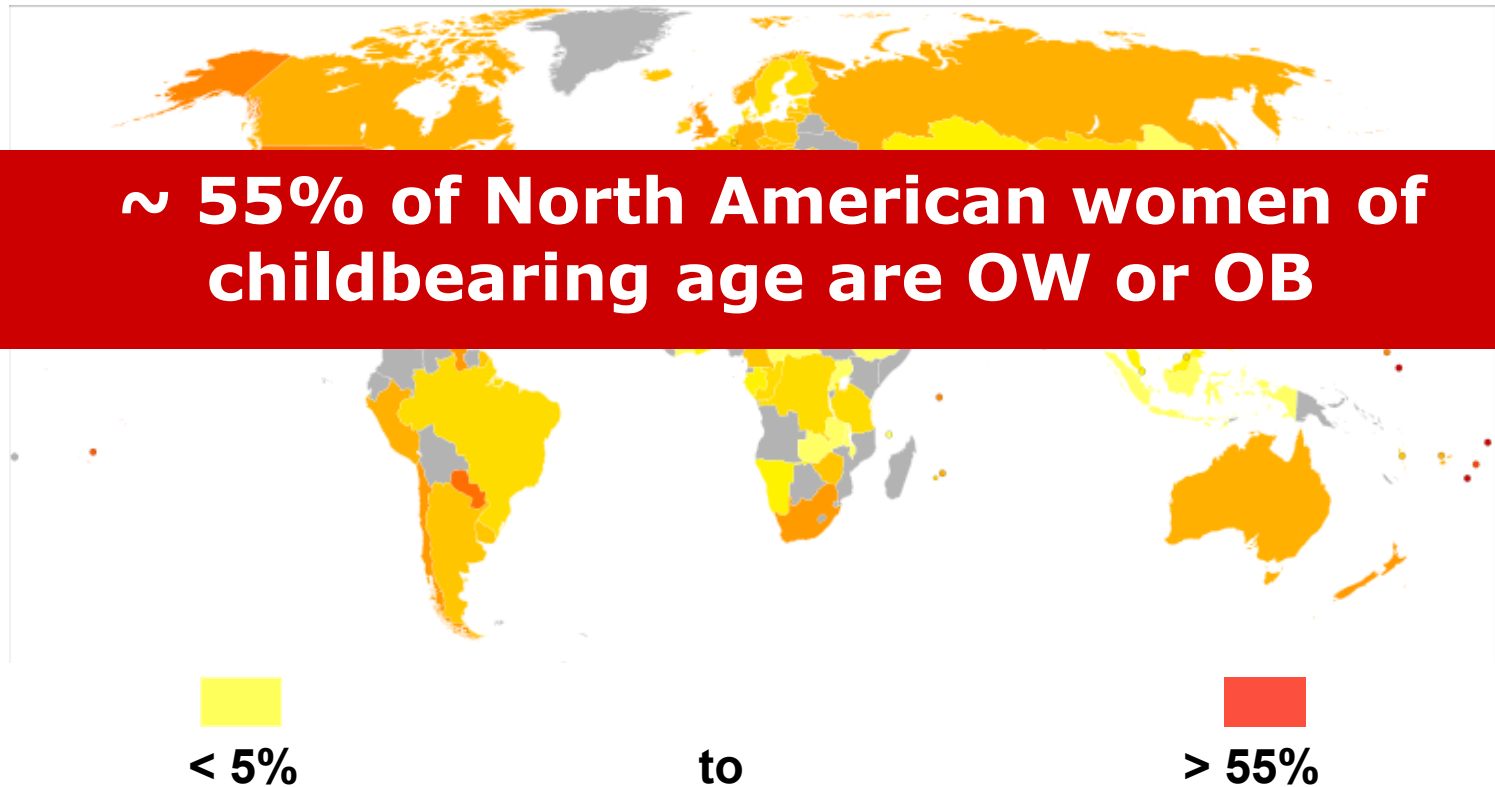 ~ 55% of North American women of
childbearing age are OW or OB
< 5% to > 55%